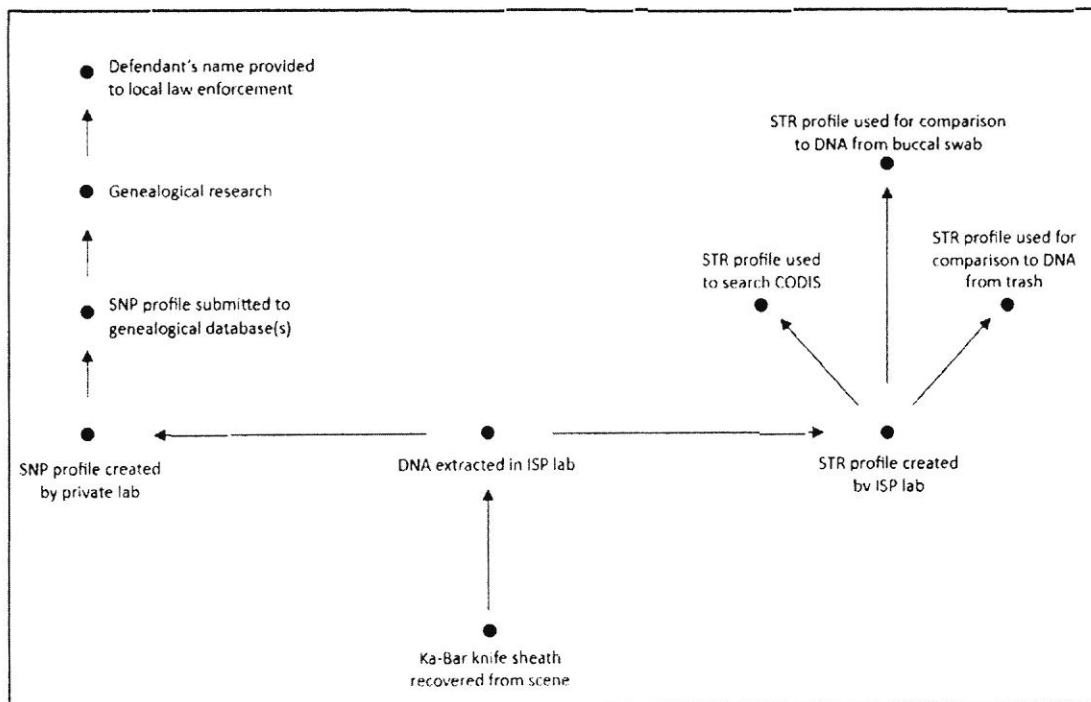 Defendant's name provided
to local law enforcement
Genealogical research
SNP profile submitted to
genealogical database(s)
SNP profile created
by private lab
DNA extracted in ISP lab
Ka-Bar knife sheath
recovered from scene
STR profile created
by ISP lab
STR profile used
to search CODIS
STR profile used for comparison
to DNA from buccal swab
STR profile used for
comparison to DNA
from trash